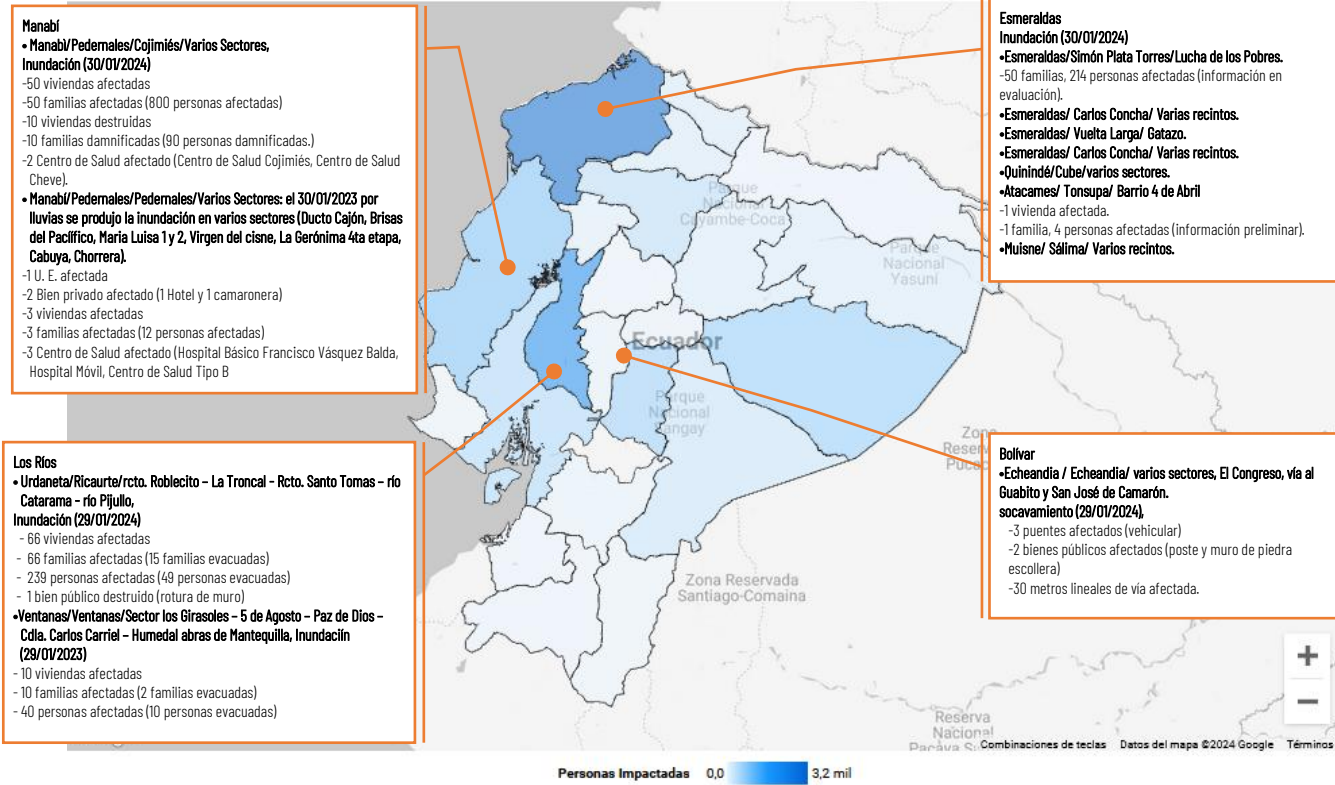 Manabí
• Manabí/Pedernales/Cojimiés/Varios Sectores,
Inundación (30/01/2024)
-50 viviendas afectadas
-50 familias afectadas (800 personas afectadas)
-10 viviendas destruidas
-10 familias damnificadas (90 personas damnificadas.)
-2 Centro de Salud afectado (Centro de Salud Cojimiés, Centro de Salud
Cheve).
• Manabí/Pedernales/Pedernales/Varios Sectores: el 30/01/2023 por
lluvias se produjo la inundación en varios sectores (Ducto Cajón, Brisas
del Pacíífico, Maria Luisa 1 y 2, Virgen del cisne, La Gerónima 4ta etapa,
Cabuya, Chorrera).
-1 U. E. afectada
-2 Bien privado afectado (1 Hotel y 1 camaronera)
-3 viviendas afectadas
-3 familias afectadas (12 personas afectadas)
-3 Centro de Salud afectado (Hospital Básico Francisco Vásquez Balda,
Hospital Móvil, Centro de Salud Tipo B
Esmeraldas
Inundación (30/01/2024)
•Esmeraldas/Simón Plata Torres/Lucha de los Pobres.
-50 familias, 214 personas afectadas (información en
evaluación).
•Esmeraldas/ Carlos Concha/ Varias recintos.
•Esmeraldas/ Vuelta Larga/ Gatazo.
•Esmeraldas/ Carlos Concha/ Varias recintos.
•Quinindé/Cube/varios sectores.
•Atacames/ Tonsupa/ Barrio 4 de Abril
-1 vivienda afectada.
-1 familia, 4 personas afectadas (información preliminar).
•Muisne/ Sálima/ Varios recintos.
Parque
Nacional
Cayambe-Coca
Parque
Nacional
Yasuni
Ecuador
Parque
Nacional
Sangay
Zona
Reserv
Pucac
Zona Reservada
Santiago-Comaina
Reserva
Nacional
Pacaya S
Los Ríos
• Urdaneta/Ricaurte/rcto. Roblecito – La Troncal - Rcto. Santo Tomas – río
Catarama - río Pijullo,
Inundación (29/01/2024)
- 66 viviendas afectadas
- 66 familias afectadas (15 familias evacuadas)
- 239 personas afectadas (49 personas evacuadas)
- 1 bien público destruido (rotura de muro)
•Ventanas/Ventanas/Sector los Girasoles – 5 de Agosto – Paz de Dios –
Cdla. Carlos Carriel – Humedal abras de Mantequilla, Inundaciín
(29/01/2023)
- 10 viviendas afectadas
- 10 familias afectadas (2 familias evacuadas)
- 40 personas afectadas (10 personas evacuadas)
Bolívar
•Echeandia / Echeandia/ varios sectores, El Congreso, vía al
Guabito y San José de Camarón.
socavamiento (29/01/2024),
-3 puentes afectados (vehicular)
-2 bienes públicos afectados (poste y muro de piedra
escollera)
-30 metros lineales de vía afectada.
+
−
Combinaciones de teclas Datos del mapa ©2024 Google Términos
Personas Impactadas 0,0 3,2 mil